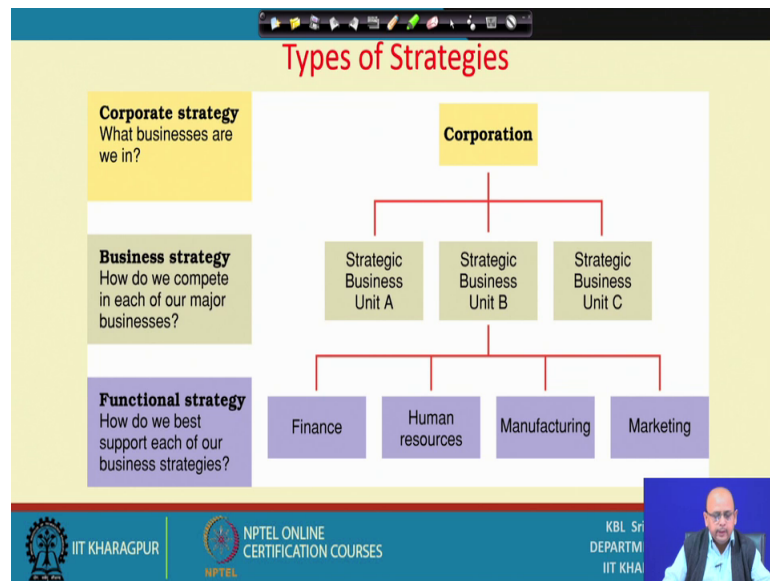 Types of Strategies
Corporate strategy
What businesses are
we in?
Corporation
Business strategy
How do we compete
in each of our major
businesses?
Strategic
Business
Unit A
Strategic
Business
Unit B
Strategic
Business
Unit C
Functional strategy
How do we best
support each of our
business strategies?
Finance
Human
resources
Manufacturing
Marketing
IIT KHARAGPUR
NPTEL
NPTEL ONLINE
CERTIFICATION COURSES
KBL
IIT